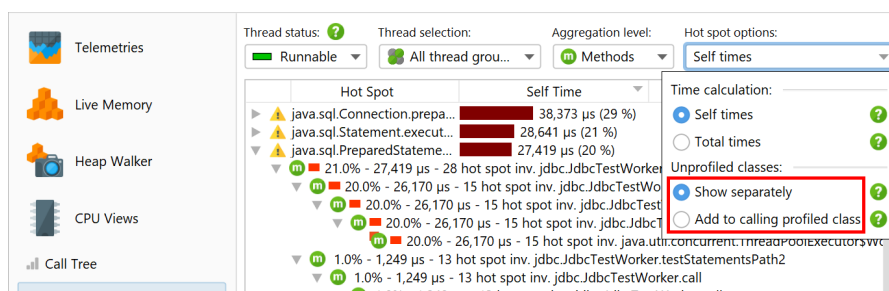 Thread status:
Thread selection:
Aggregation level:
Hot spot options:
Runnable
All thread grou...
Methods
Self times
Telemetries
Live Memory
Heap Walker
CPU Views
Call Tree
Hot Spot
Self Time
java.sql.Connection.prepa...
38,373 µs (29 %)
java.sql.Statement.execut...
28,641 µs (21 %)
java.sql.PreparedStateme...
27,419 µs (20 %)
21.0% - 27,419 µs - 28 hot spot inv. jdbc.JdbcTestWorker
20.0% - 26,170 µs - 15 hot spot inv. jdbc.JdbcTestWo
20.0% - 26,170 µs - 15 hot spot inv. jdbc.JdbcTest
20.0% - 26,170 µs - 15 hot spot inv. jdbc.JdbcT
20.0% - 26,170 µs - 15 hot spot inv. java.util.concurrent.ThreadPoolExecutor$Wo
1.0% - 1,249 µs - 13 hot spot inv. jdbc.JdbcTestWorker.testStatementsPath2
1.0% - 1,249 µs - 13 hot spot inv. jdbc.JdbcTestWorker.call
Time calculation:
Self times
Total times
Unprofiled classes:
Show separately
Add to calling profiled class